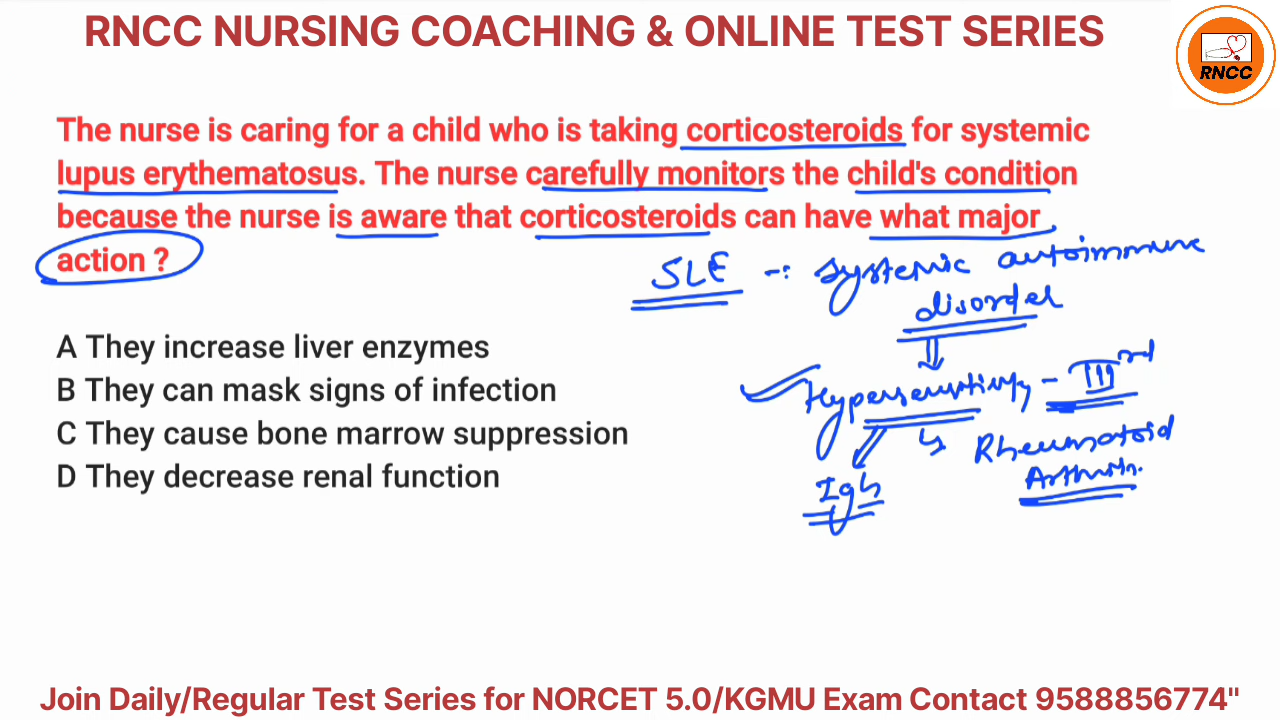 RNCC NURSING COACHING & ONLINE TEST SERIES
RNCC
The nurse is caring for a child who is taking corticosteroids for systemic
lupus erythematosus. The nurse carefully monitors the child's condition
because the nurse is aware that corticosteroids can have what major
action ?
SLE -: Systemic autoimmune
disorder
A They increase liver enzymes
B They can mask signs of infection
C They cause bone marrow suppression
D They decrease renal function
III rd
Rheumatoid
Join Daily/Regular Test Series for NORCET 5.0/KGMU Exam Contact 9588856774"